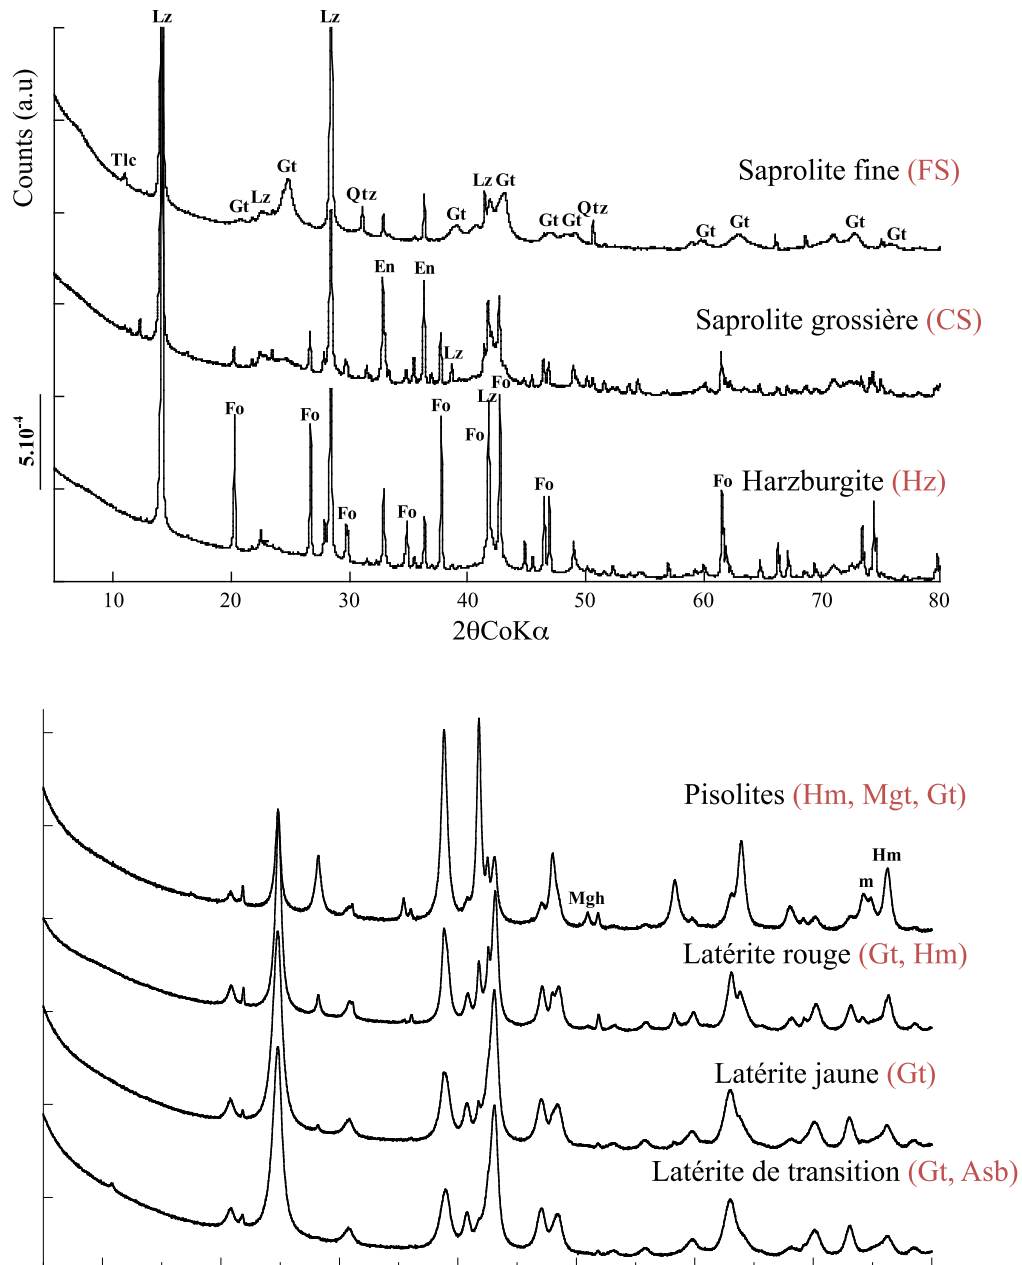 Lz Lz
Counts (a.u)
Tlc Gt Lz Gt Qtz Gt Lz Gt Gt Gt Qtz Gt Gt Gt Gt
Saprolite fine (FS)
En En Lz
Saprolite grossière (CS)
5.10-4
Fo Fo Fo Fo Fo Fo Lz Fo Fo Fo
Harzburgite (Hz)
10 20 30 40 50 60 70 80
2θCoKα
Pisolites (Hm, Mgt, Gt)
Mgh m Hm
Latérite rouge (Gt, Hm)
Latérite jaune (Gt)
Latérite de transition (Gt, Asb)